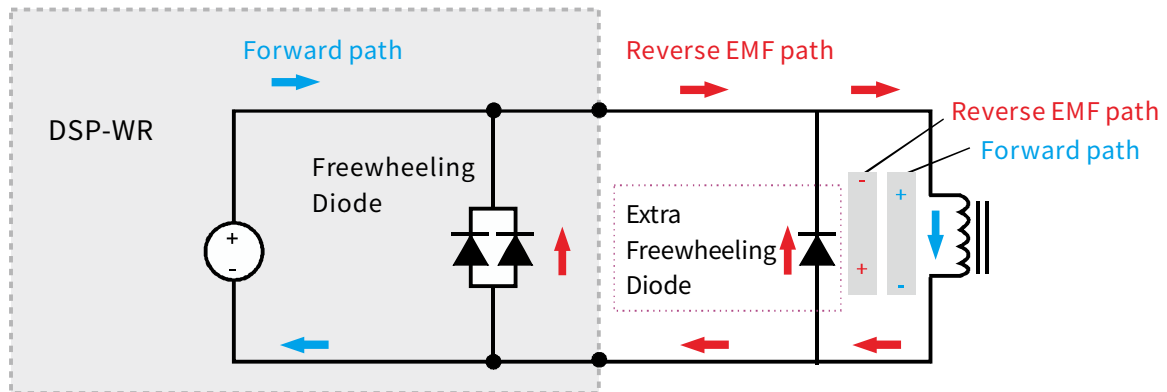 Forward path
Reverse EMF path
DSP-WR
Reverse EMF path
Forward path
Freewheeling
Diode
Extra
Freewheeling
Diode
-
+
+
-
+
-